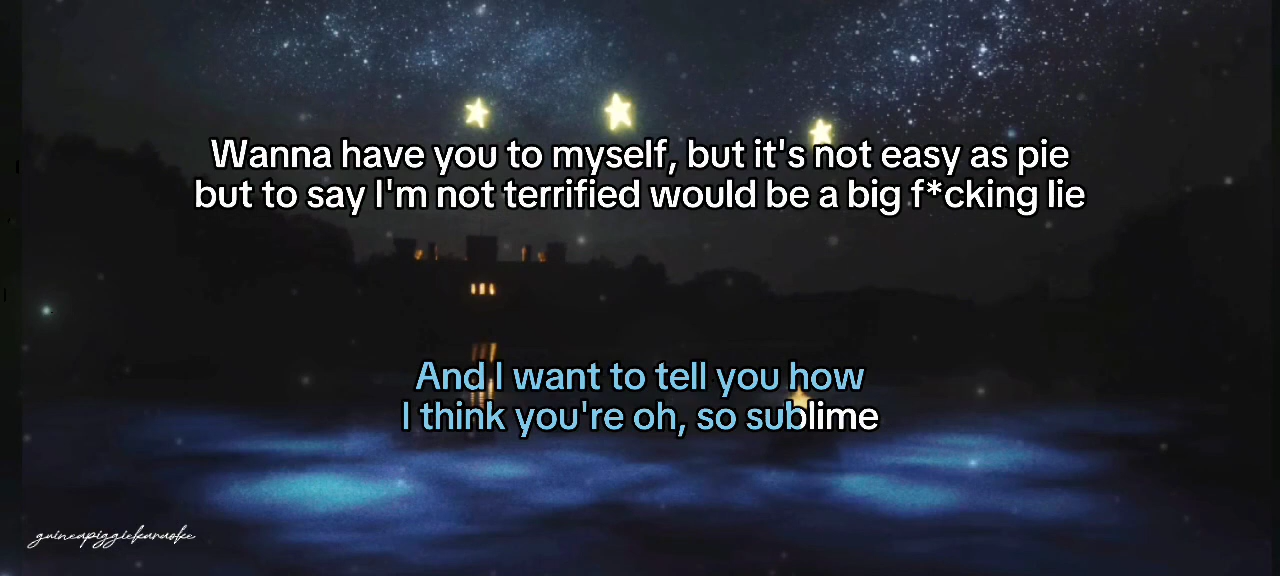 Wanna have you to myself, but it's not easy as pie
but to say I'm not terrified would be a big f*cking lie
And I want to tell you how
I think you're oh, so sublime
guineapiggiekaraoke